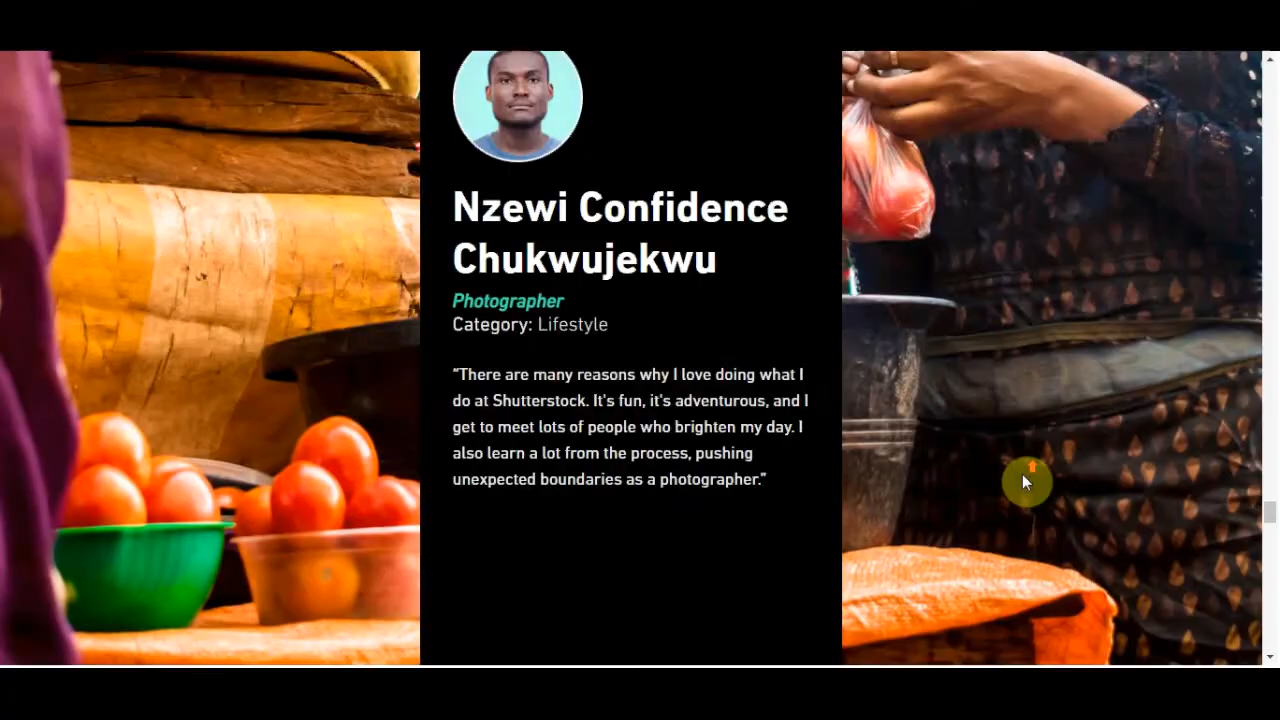 Nzewi Confidence
Chukwujekwu
Photographer
Category: Lifestyle
"There are many reasons why I love doing what I
do at Shutterstock. It's fun, it's adventurous, and I
get to meet lots of people who brighten my day. I
also learn a lot from the process, pushing
unexpected boundaries as a photographer."